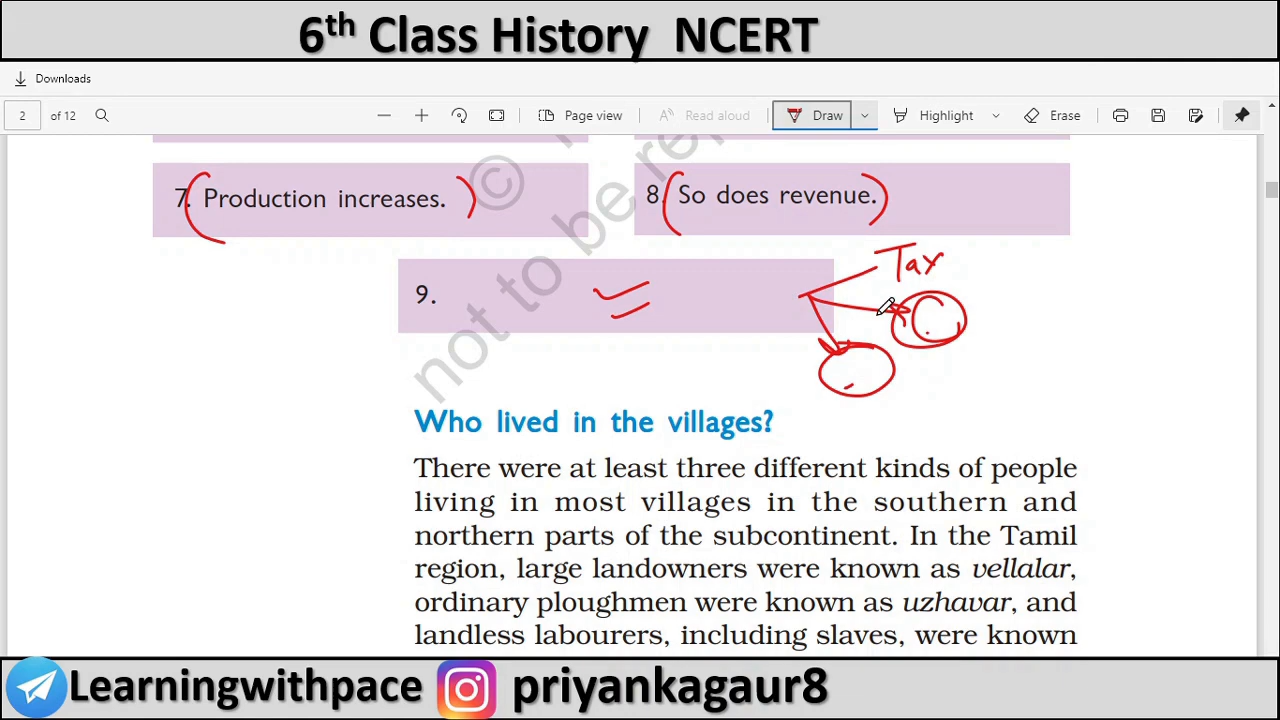 6th Class History NCERT
Downloads
2 of 12 Page view Read aloud Draw Highlight Erase
7. Production increases.
8. So does revenue.
Tax
9.
© not to be rep
Who lived in the villages?
There were at least three different kinds of people
living in most villages in the southern and
northern parts of the subcontinent. In the Tamil
region, large landowners were known as vellalar,
ordinary ploughmen were known as uzhavar, and
landless labourers, including slaves, were known
Learningwithpace priyankagaur8